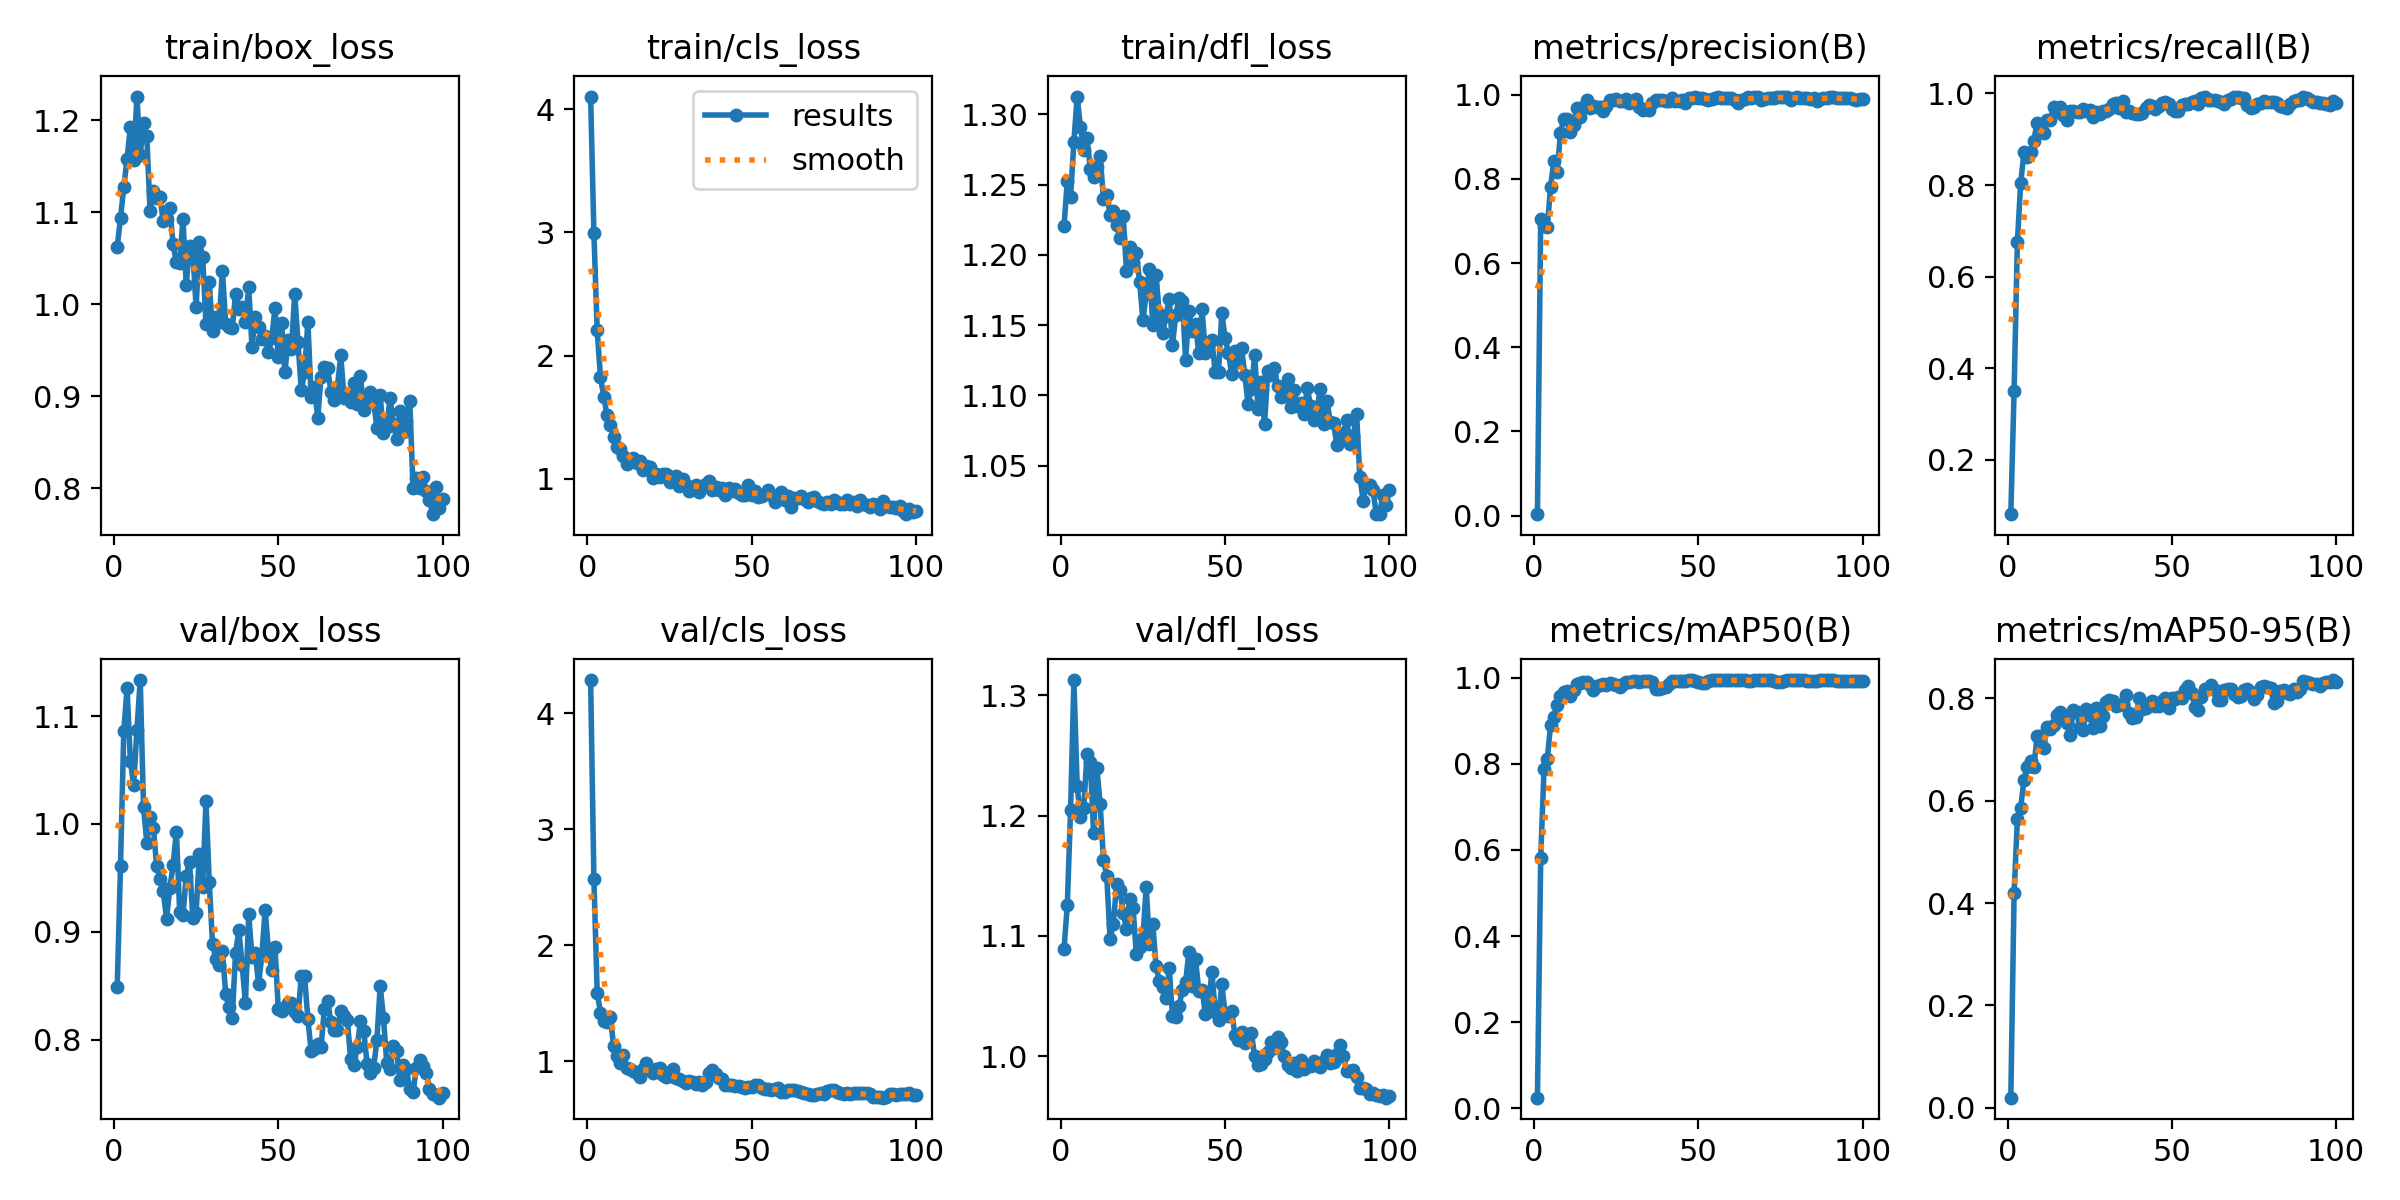 train/box_loss
1.2
1.1
1.0
0.9
0.8
0 50 100
train/cls_loss
results
smooth
4
3
2
1
0 50 100
train/dfl_loss
1.30
1.25
1.20
1.15
1.10
1.05
0 50 100
metrics/precision(B)
1.0
0.8
0.6
0.4
0.2
0.0
0 50 100
metrics/recall(B)
1.0
0.8
0.6
0.4
0.2
0 50 100
val/box_loss
1.1
1.0
0.9
0.8
0 50 100
val/cls_loss
4
3
2
1
0 50 100
val/dfl_loss
1.3
1.2
1.1
1.0
0 50 100
metrics/mAP50(B)
1.0
0.8
0.6
0.4
0.2
0.0
0 50 100
metrics/mAP50-95(B)
0.8
0.6
0.4
0.2
0.0
0 50 100